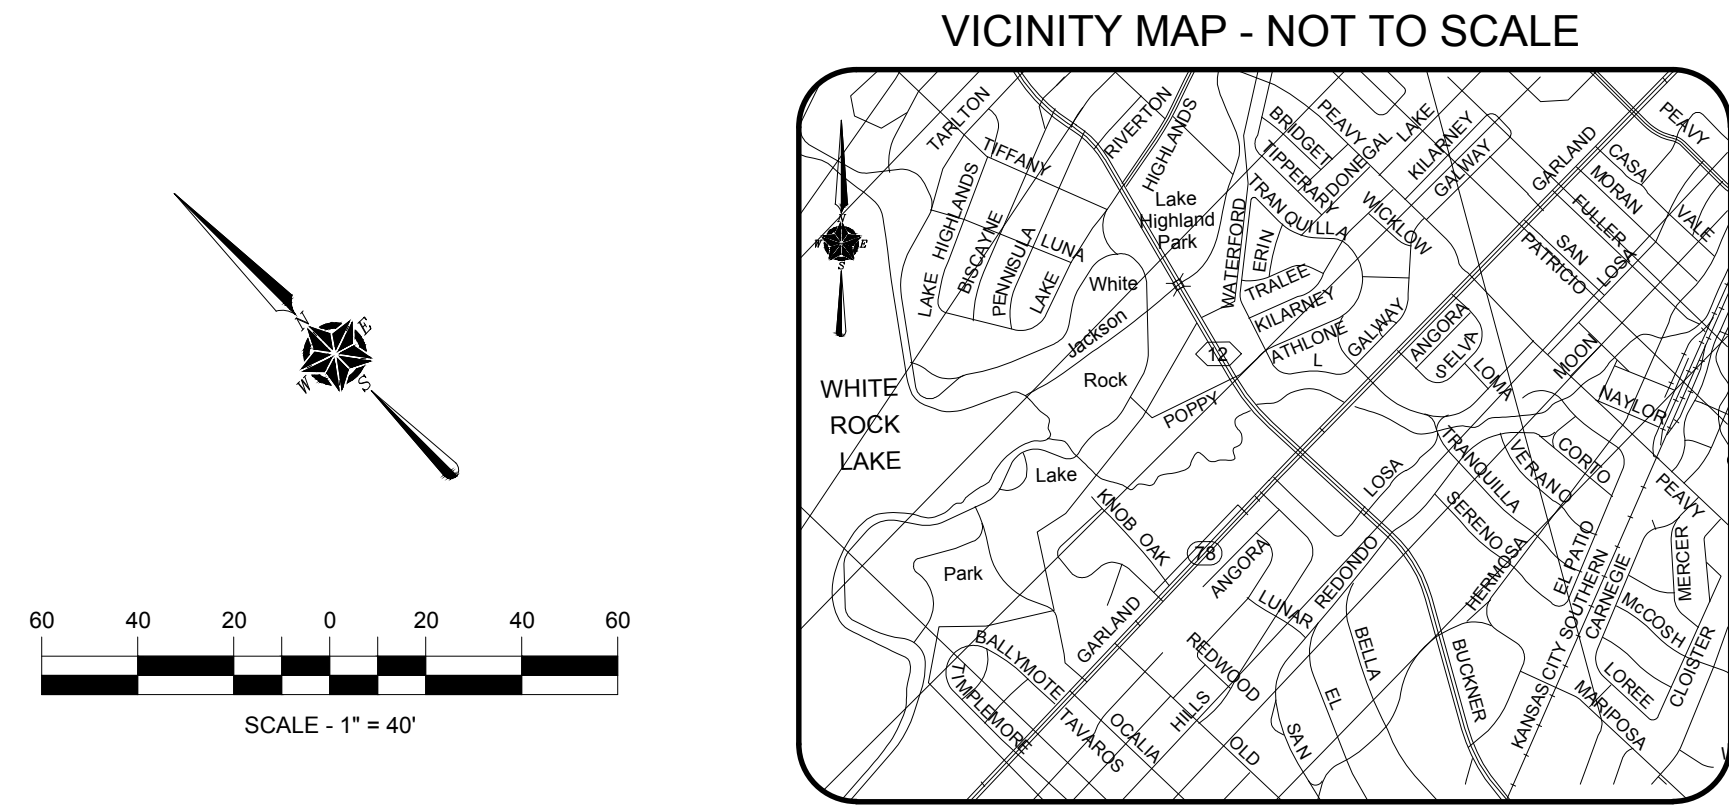 VICINITY MAP - NOT TO SCALE
N
E
W
S
60 40 20 0 20 40 60
SCALE - 1" = 40'
N
W E
S
WHITE
ROCK
LAKE
TARLTON
TIFFANY
RIVERTON
HIGHLANDS
LAKE HIGHLANDS
BISCAYNE
PENNISULA
LUNA
LAKE
Lake
Highland
Park
White
Jackson
Rock
Lake
Park
BRIDGET
PEAVY
LAKE
TIPPERARY
DONEGAL
KILARNEY
GALWAY
TRANQUILLA
WICKLOW
WATERFORD
ERIN
TRALEE
KILARNEY
ATHLONE
L
GALWAY
GARLAND
PEAVY
CASA
MORAN
FULLER
VALE
SAN
PATRICIO
LOSA
ANGORA
SELVA
S
LOMA
MOON
NAYLOR
12
POPPY
KNOB OAK
78
ANGORA
LOSA
TRANQUILLA
VERANO
CORTO
SERENO
PEAVY
HERMOSA
EL PATIO
KANSAS CITY SOUTHERN
CARNEGIE
MERCER
McCOSH
CLOISTER
LOREE
MARIPOSA
GARLAND
LUNAR
REDONDO
BALLYMOTE
TIMPLEMORE
TAVAROS
OCALIA
REDWOOD
HILLS
OLD
SAN
EL
BELLA
BUCKNER